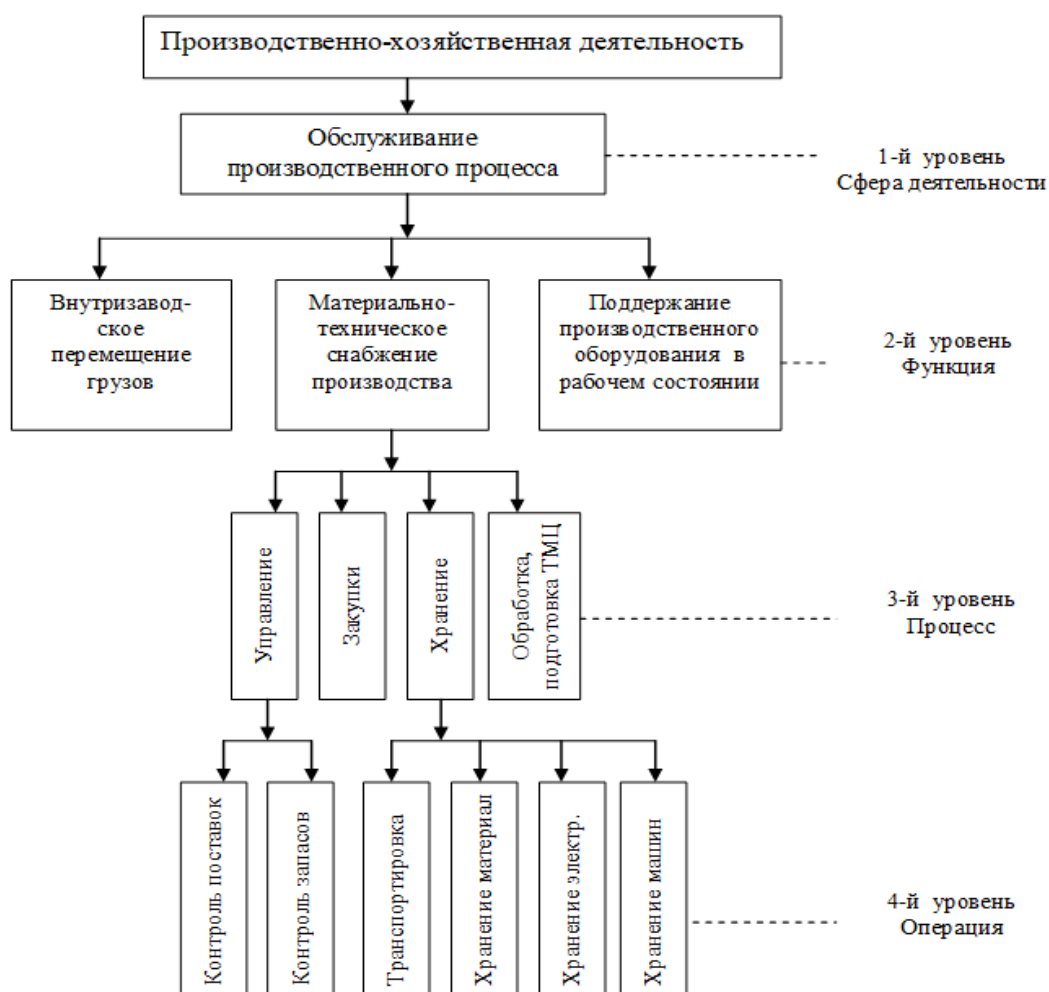 Производственно-хозяйственная деятельность
Обслуживание
производственного процесса
1-й уровень
Сфера деятельности
Внутризавод-
ское
перемещение
грузов
Материально-
техническое
снабжение
производства
Поддержание
производственного
оборудования в
рабочем состоянии
2-й уровень
Функция
Управление
Закупки
Хранение
Обработка,
подготовка ТМЦ
3-й уровень
Процесс
Контроль поставок
Контроль запасов
Транспортировка
Хранение материал
Хранение электр.
Хранение машин
4-й уровень
Операция